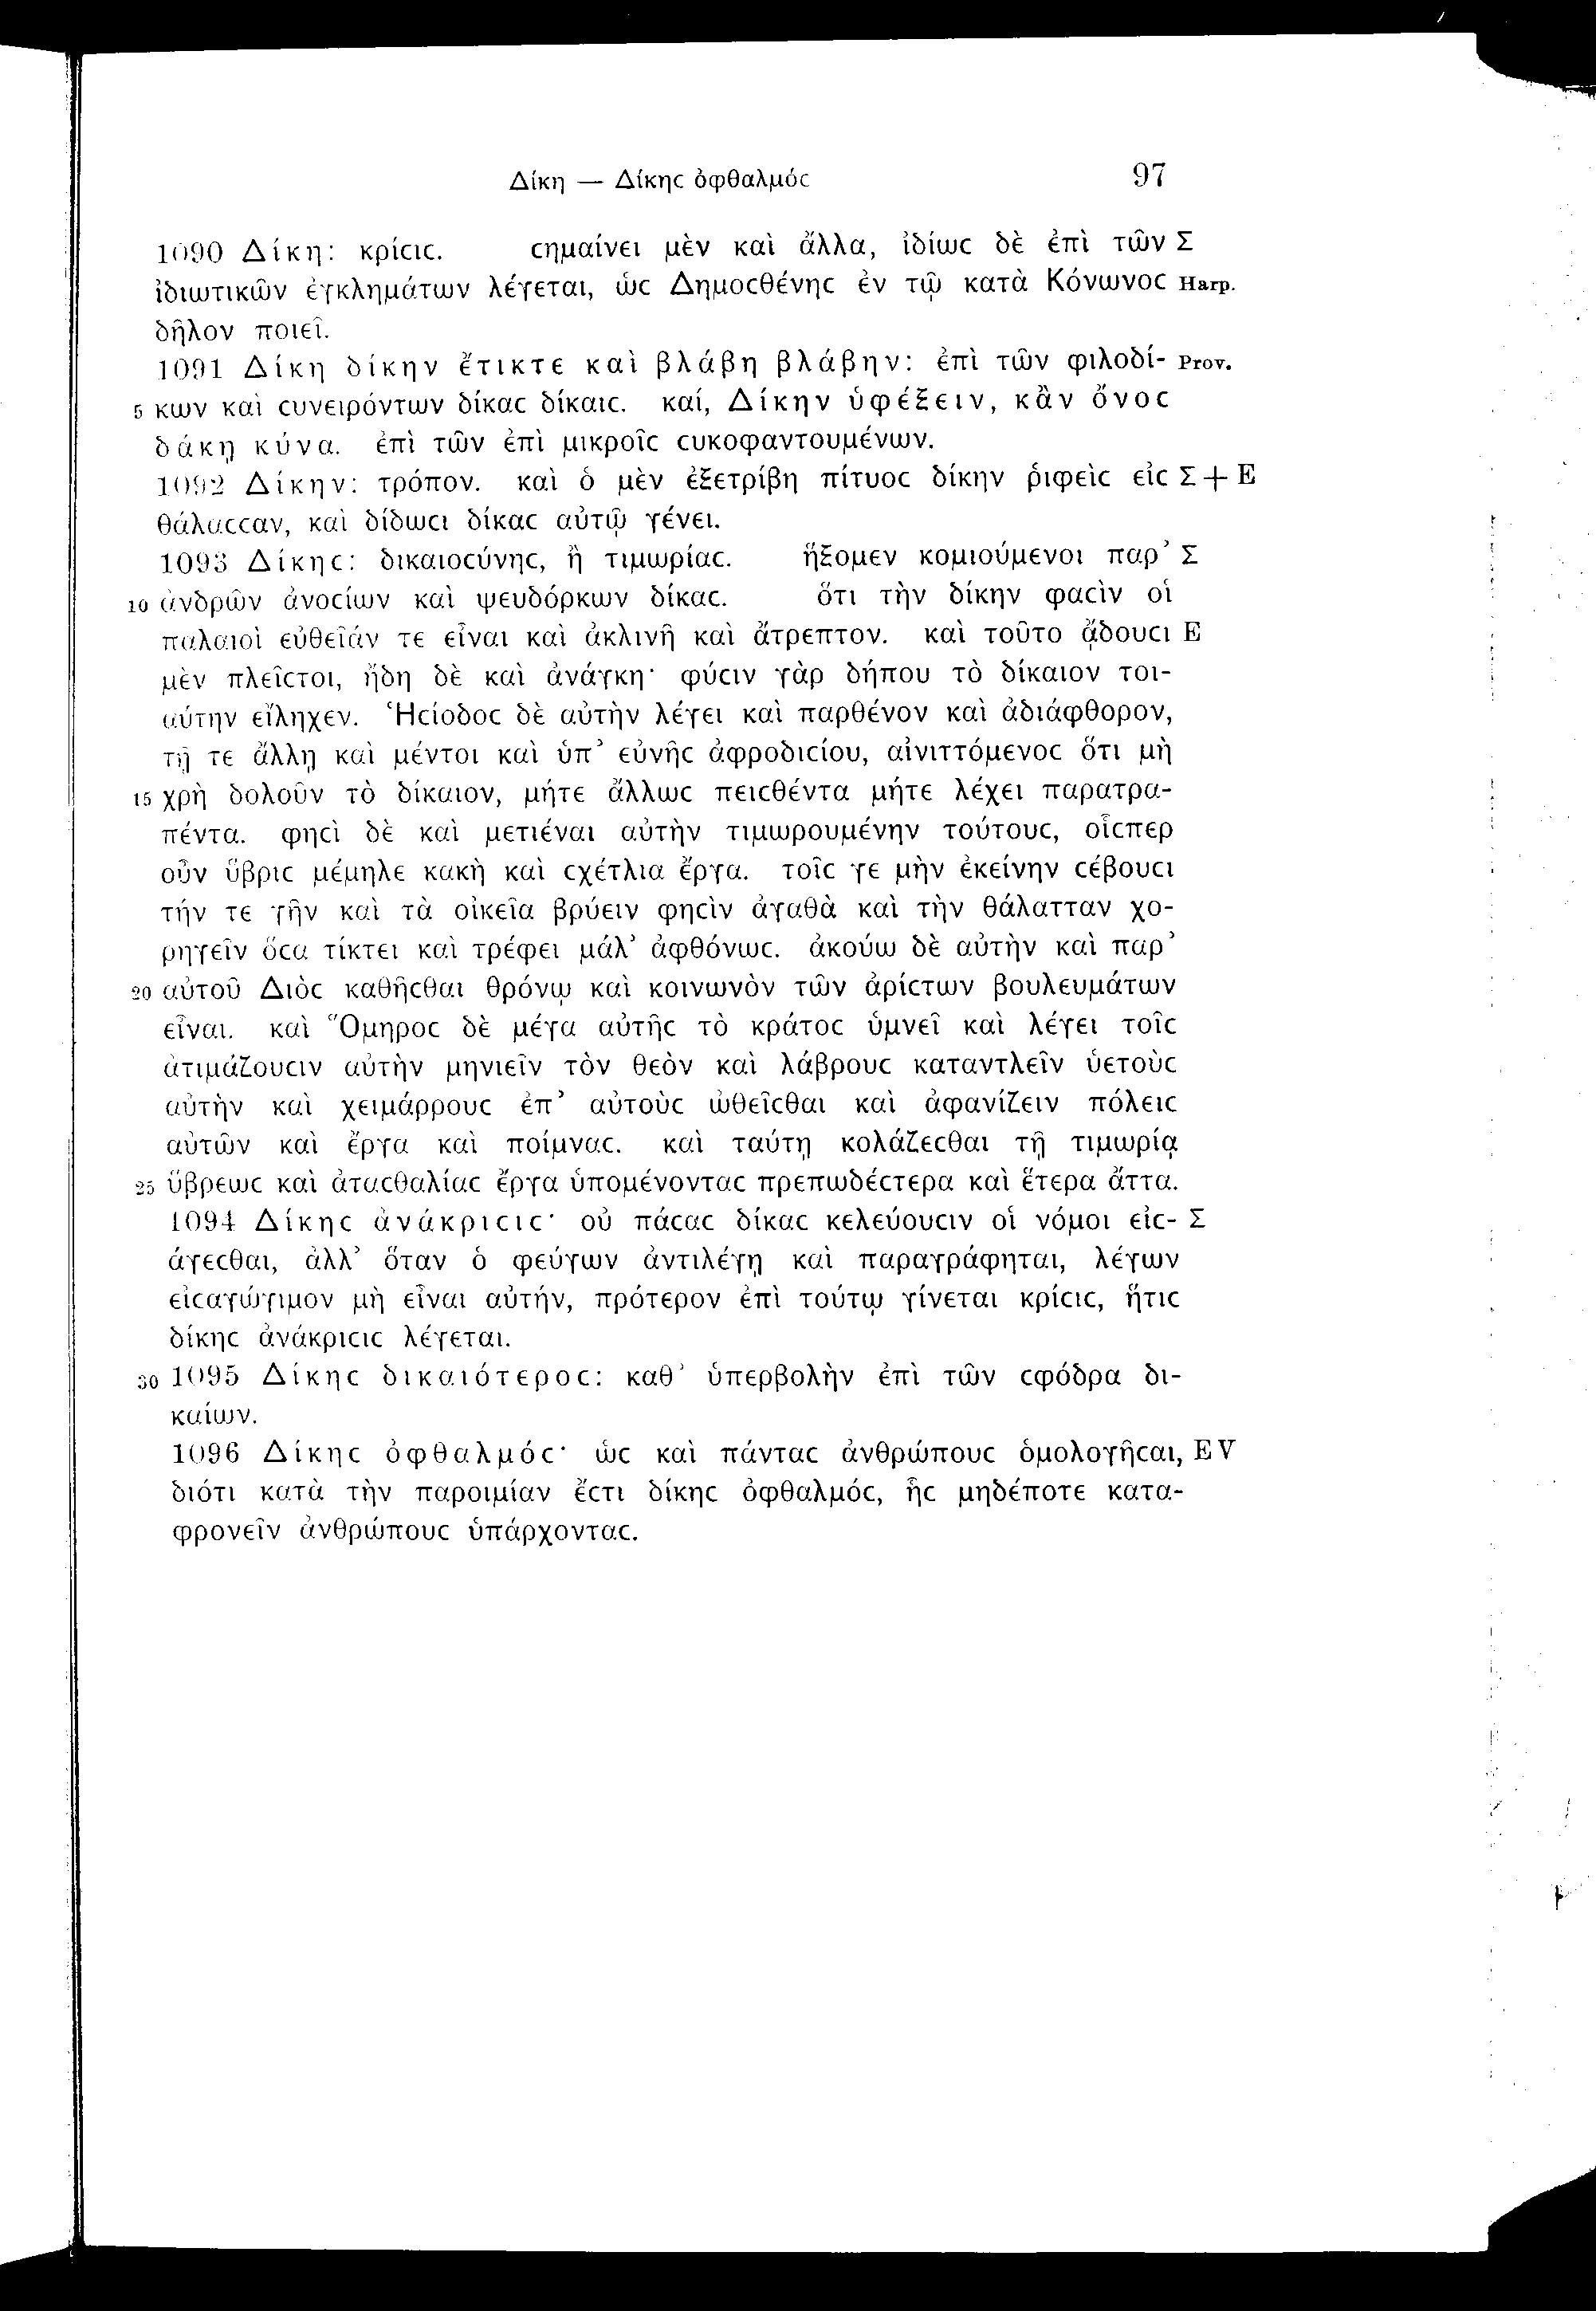 Δίκη — Δίκηϲ ὀφθαλμόϲ 97
1090 Δίκη: κρίϲιϲ. ϲημαίνει μὲν καὶ ἄλλα, ἰδίωϲ δὲ ἐπὶ τῶν Σ
ἰδιωτικῶν ἐγκλημάτων λέγεται, ὡϲ Δημοϲθένηϲ ἐν τῷ κατὰ Κόνωνοϲ Harp.
δῆλον ποιεῖ.
1091 Δίκη δίκην ἔτικτε καὶ βλάβη βλάβην: ἐπὶ τῶν φιλοδί- Prov.
5 κων καὶ ϲυνειρόντων δίκαϲ δίκαιϲ. καί, Δίκην ὑφέξειν, κἂν ὄνοϲ
δάκῃ κύνα. ἐπὶ τῶν ἐπὶ μικροῖϲ ϲυκοφαντουμένων.
1092 Δίκην: τρόπον. καὶ ὁ μὲν ἐξετρίβη πίτυοϲ δίκην ῥιφεὶϲ εἰϲ Σ + Ε
θάλαϲϲαν, καὶ δίδωϲι δίκαϲ αὐτῷ γένει.
1093 Δίκηϲ: δικαιοϲύνηϲ, ἢ τιμωρίαϲ. ἥξομεν κομιούμενοι παρ’ Σ
10 ἀνδρῶν ἀνοϲίων καὶ ψευδόρκων δίκαϲ. ὅτι τὴν δίκην φαϲὶν οἱ
παλαιοὶ εὐθεῖάν τε εἶναι καὶ ἀκλινῆ καὶ ἄτρεπτον. καὶ τοῦτο ᾄδουϲι Ε
μὲν πλεῖϲτοι, ἤδη δὲ καὶ ἀνάγκη· φύϲιν γὰρ δήπου τὸ δίκαιον τοι-
αύτην εἴληχεν. Ἡϲίοδοϲ δὲ αὐτὴν λέγει καὶ παρθένον καὶ ἀδιάφθορον,
τῇ τε ἄλλῃ καὶ μέντοι καὶ ὑπ’ εὐνῆϲ ἀφροδιϲίου, αἰνιττόμενοϲ ὅτι μὴ
15 χρὴ δολοῦν τὸ δίκαιον, μήτε ἄλλωϲ πειϲθέντα μήτε λέχει παρατρα-
πέντα. φηϲὶ δὲ καὶ μετιέναι αὐτὴν τιμωρουμένην τούτουϲ, οἷϲπερ
οὖν ὕβριϲ μέμηλε κακὴ καὶ ϲχέτλια ἔργα. τοῖϲ γε μὴν ἐκείνην ϲέβουϲι
τήν τε γῆν καὶ τὰ οἰκεῖα βρύειν φηϲὶν ἀγαθὰ καὶ τὴν θάλατταν χο-
ρηγεῖν ὅϲα τίκτει καὶ τρέφει μάλ’ ἀφθόνωϲ. ἀκούω δὲ αὐτὴν καὶ παρ’
20 αὐτοῦ Διὸϲ καθῆϲθαι θρόνῳ καὶ κοινωνὸν τῶν ἀρίϲτων βουλευμάτων
εἶναι. καὶ Ὅμηροϲ δὲ μέγα αὐτῆϲ τὸ κράτοϲ ὑμνεῖ καὶ λέγει τοῖϲ
ἀτιμάζουϲιν αὐτὴν μηνιεῖν τὸν θεὸν καὶ λάβρουϲ καταντλεῖν ὑετοὺϲ
αὐτὴν καὶ χειμάρρουϲ ἐπ’ αὐτοὺϲ ὠθεῖϲθαι καὶ ἀφανίζειν πόλειϲ
αὐτῶν καὶ ἔργα καὶ ποίμναϲ. καὶ ταύτῃ κολάζεϲθαι τῇ τιμωρίᾳ
25 ὕβρεωϲ καὶ ἀταϲθαλίαϲ ἔργα ὑπομένονταϲ πρεπωδέϲτερα καὶ ἕτερα ἄττα.
1094 Δίκηϲ ἀνάκριϲιϲ· οὐ πάϲαϲ δίκαϲ κελεύουϲιν οἱ νόμοι εἰϲ- Σ
άγεϲθαι, ἀλλ’ ὅταν ὁ φεύγων ἀντιλέγῃ καὶ παραγράφηται, λέγων
εἰϲαγώγιμον μὴ εἶναι αὐτήν, πρότερον ἐπὶ τούτῳ γίνεται κρίϲιϲ, ἥτιϲ
δίκηϲ ἀνάκριϲιϲ λέγεται.
30 1095 Δίκηϲ δικαιότεροϲ: καθ’ ὑπερβολὴν ἐπὶ τῶν ϲφόδρα δι-
καίων.
1096 Δίκηϲ ὀφθαλμόϲ· ὡϲ καὶ πάνταϲ ἀνθρώπουϲ ὁμολογῆϲαι, E V
διότι κατὰ τὴν παροιμίαν ἔϲτι δίκηϲ ὀφθαλμόϲ, ἧϲ μηδέποτε κατα-
φρονεῖν ἀνθρώπουϲ ὑπάρχονταϲ.